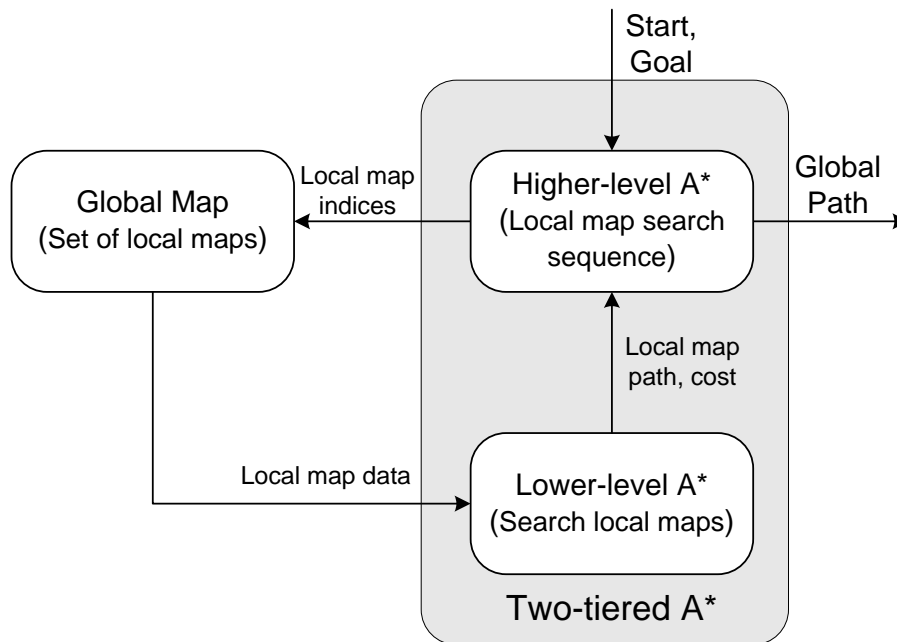 Start,
Goal
Global Map
(Set of local maps)
Local map
indices
Higher-level A*
(Local map search
sequence)
Global
Path
Local map
path, cost
Local map data
Lower-level A*
(Search local maps)
Two-tiered A*